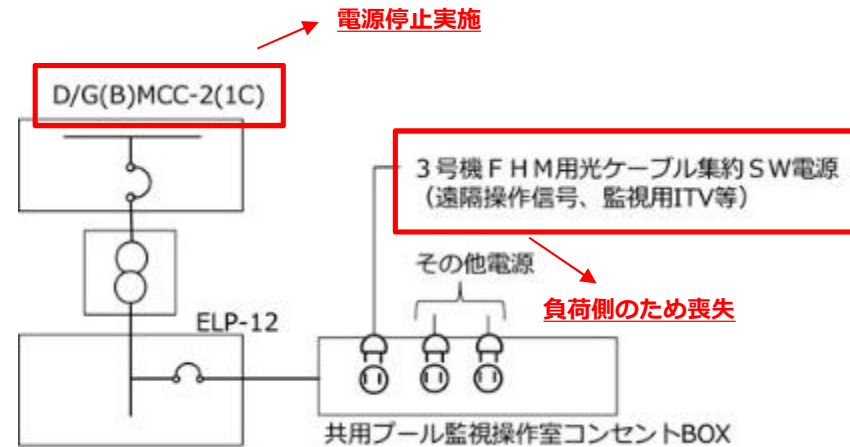 電源停止実施
D/G(B)MCC-2(1C)
３号機ＦＨＭ用光ケーブル集約ＳＷ電源
（遠隔操作信号、監視用ITV等）
その他電源
負荷側のため喪失
ELP-12
共用プール監視操作室コンセントBOX